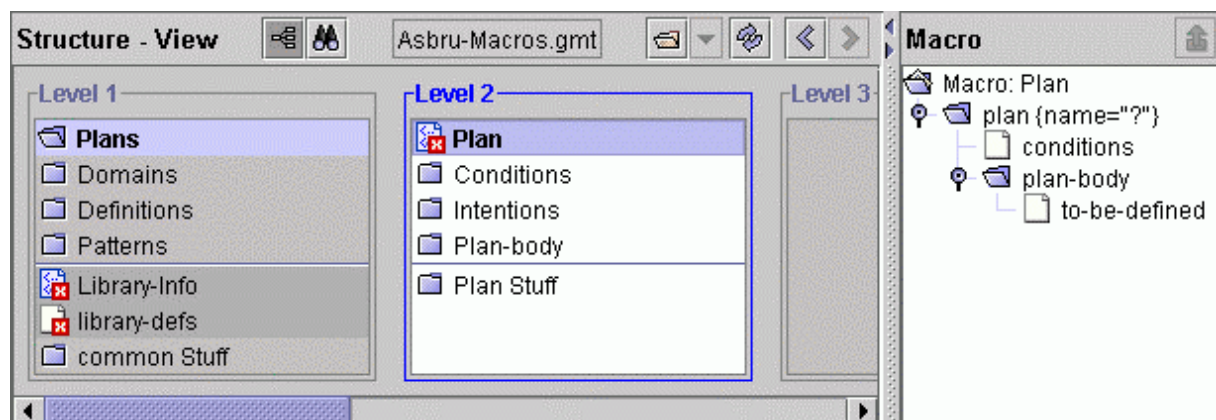 Structure - View
Asbru-Macros.gmt
Macro
Level 1
Plans
Domains
Definitions
Patterns
Library-Info
library-defs
common Stuff
Level 2
Plan
Conditions
Intentions
Plan-body
Plan Stuff
Level 3
Macro: Plan
plan {name="?"}
conditions
plan-body
to-be-defined